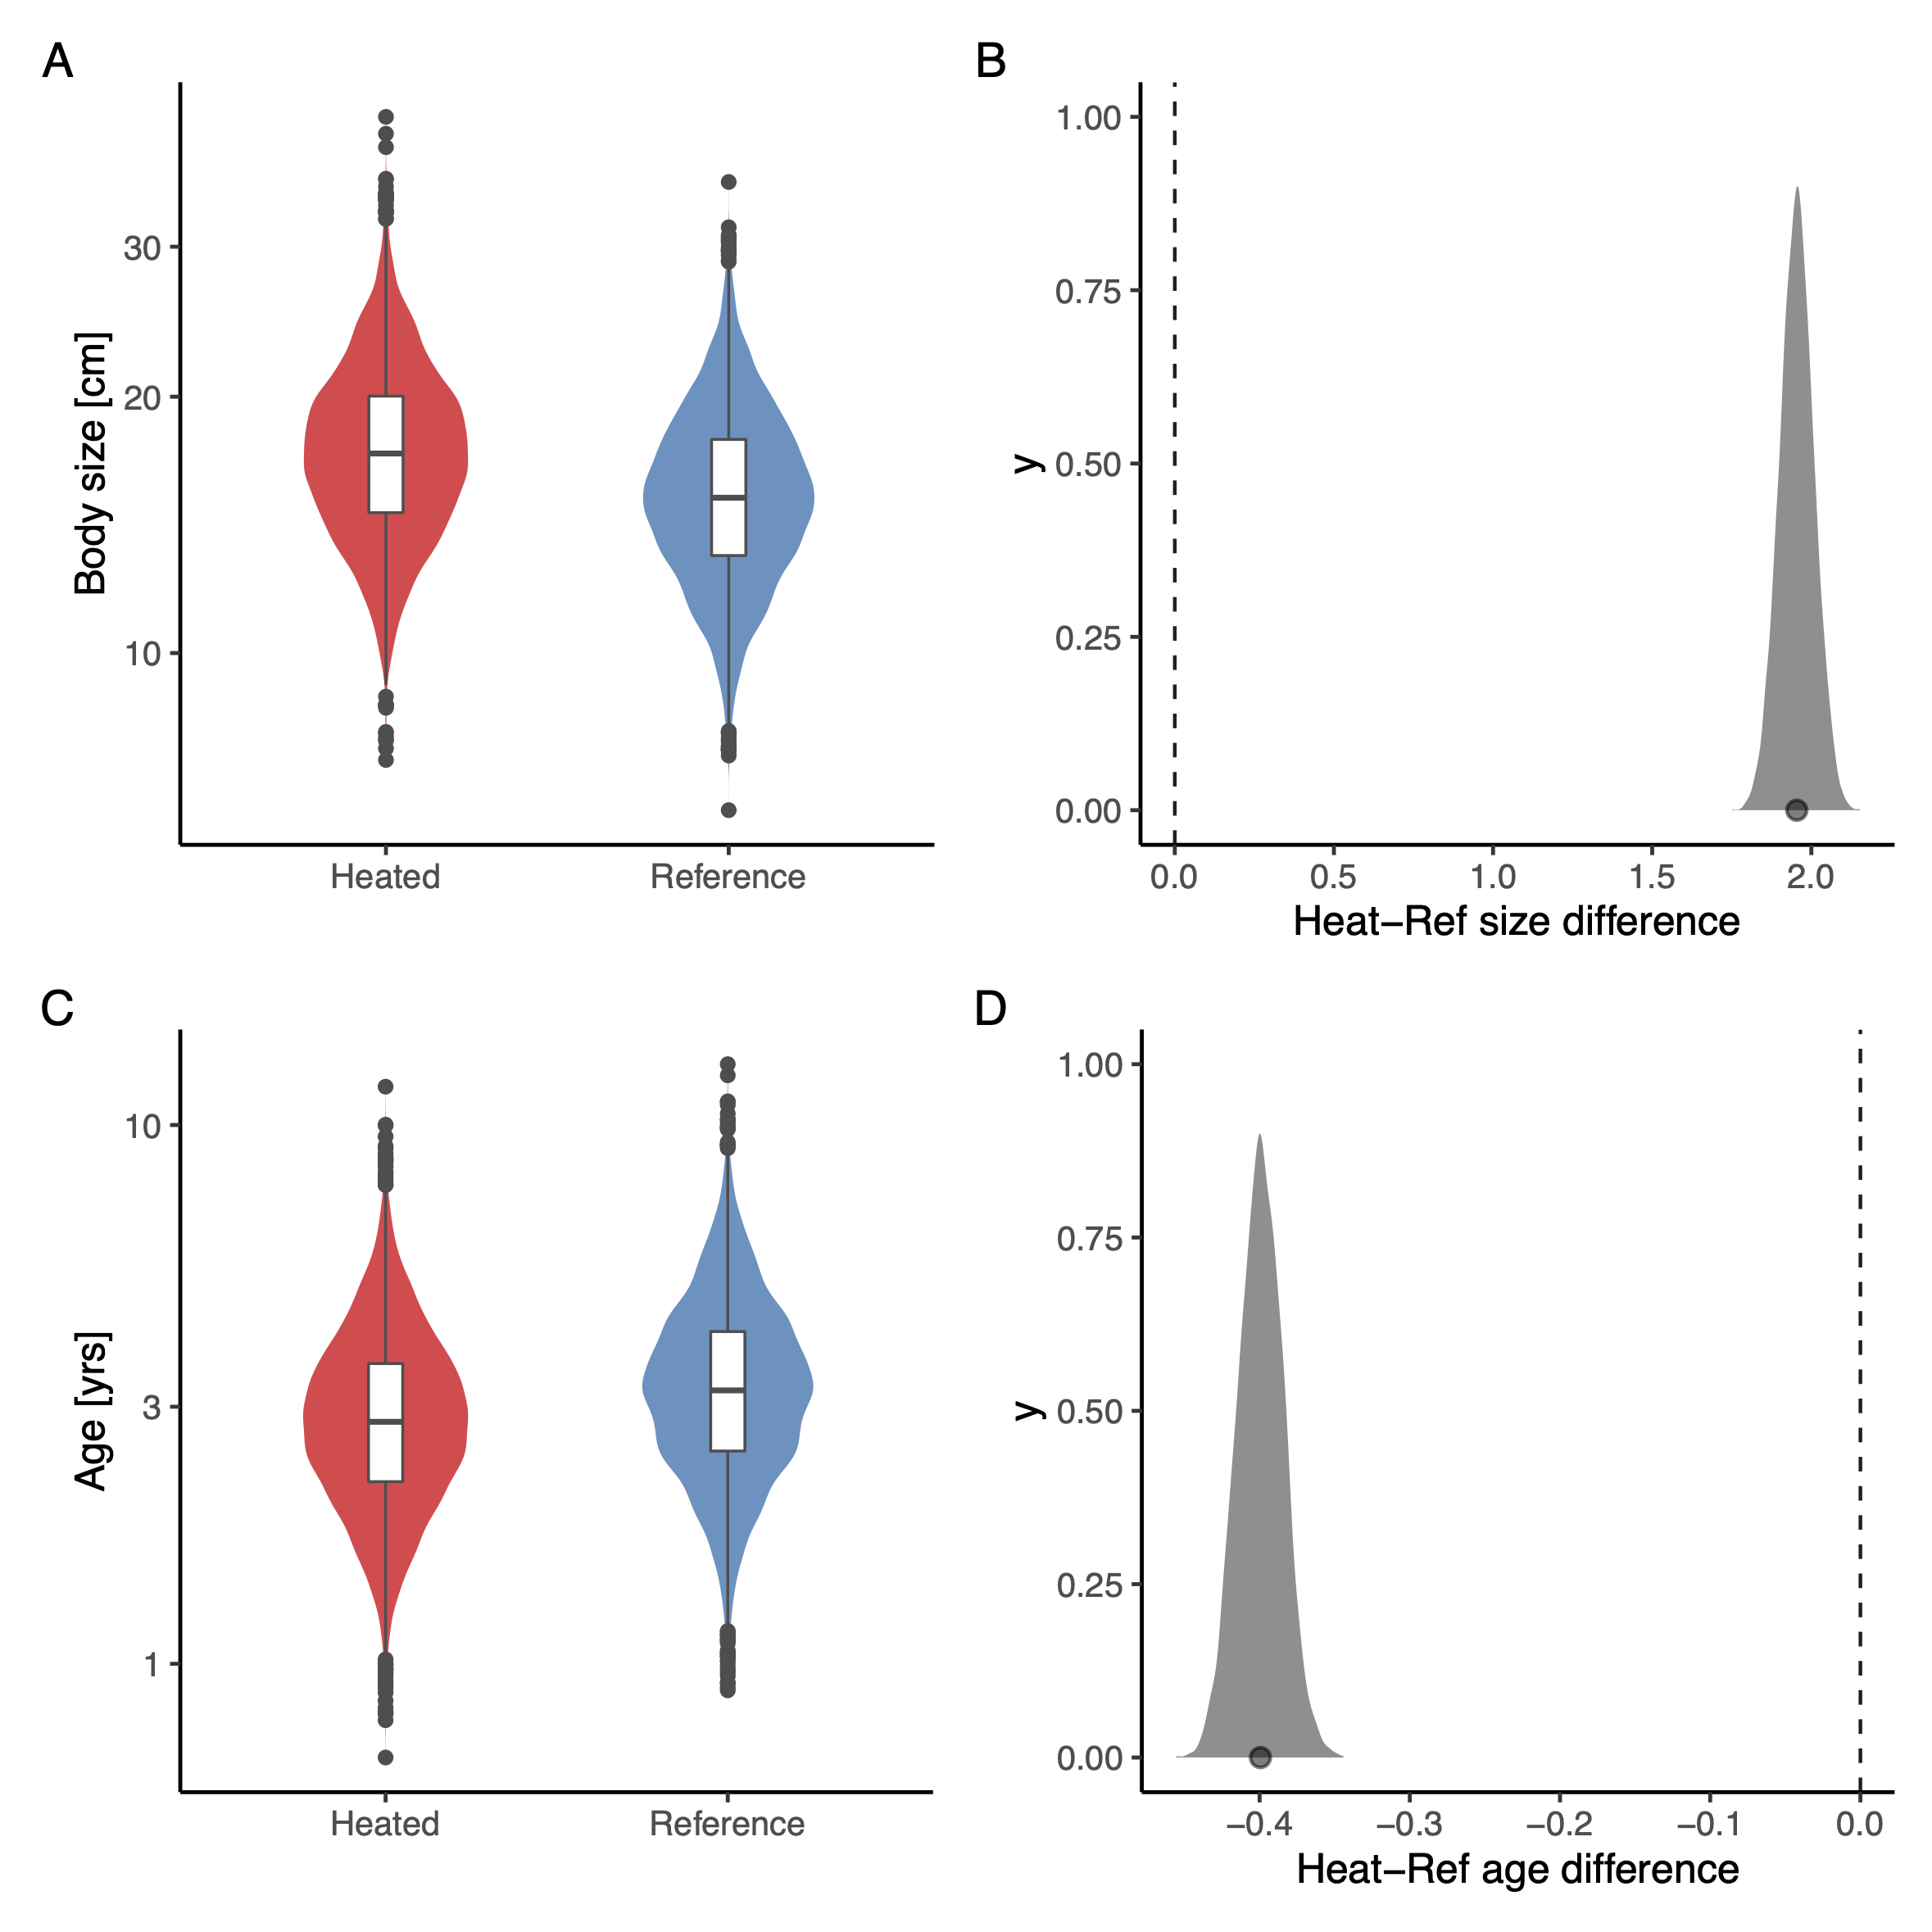 A
Body size [cm]
30
20
10
Heated Reference
B
y
1.00
0.75
0.50
0.25
0.00
0.0 0.5 1.0 1.5 2.0
Heat−Ref size difference
C
Age [yrs]
10
3
1
Heated Reference
D
y
1.00
0.75
0.50
0.25
0.00
−0.4 −0.3 −0.2 −0.1 0.0
Heat−Ref age difference